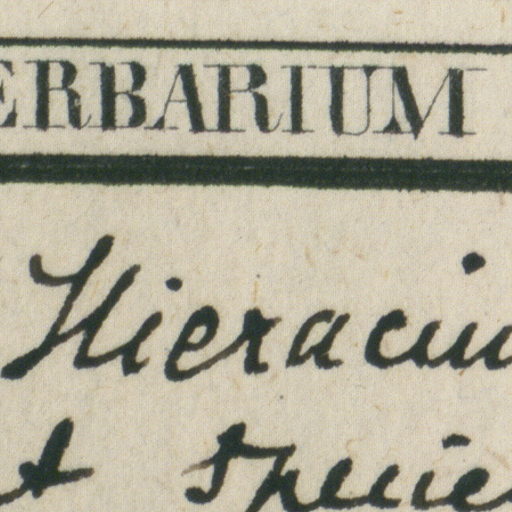 ERBARIUM
Hieraciu
t specie